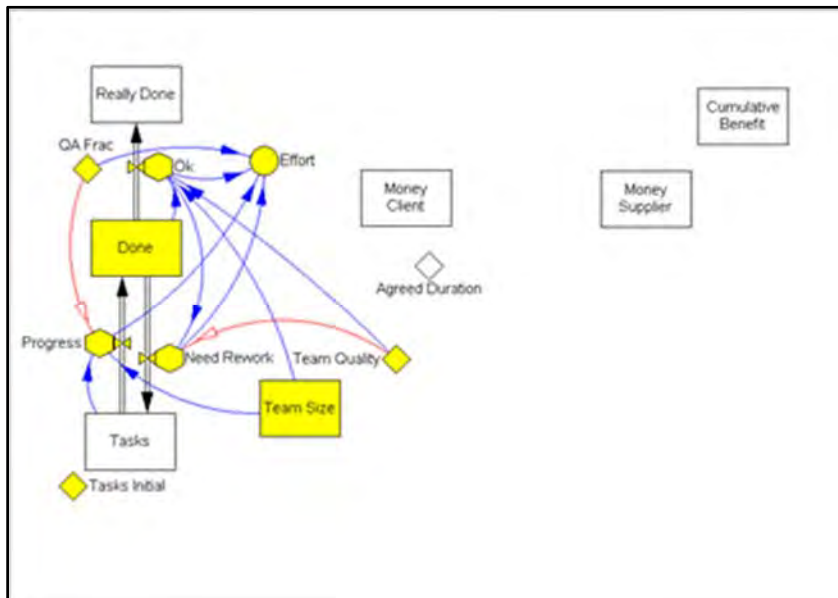 Really Done
Cumulative
Benefit
QA Frac
Ok
Effort
Money
Client
Money
Supplier
Done
Agreed Duration
Progress
Need Rework
Team Quality
Team Size
Tasks
Tasks Initial